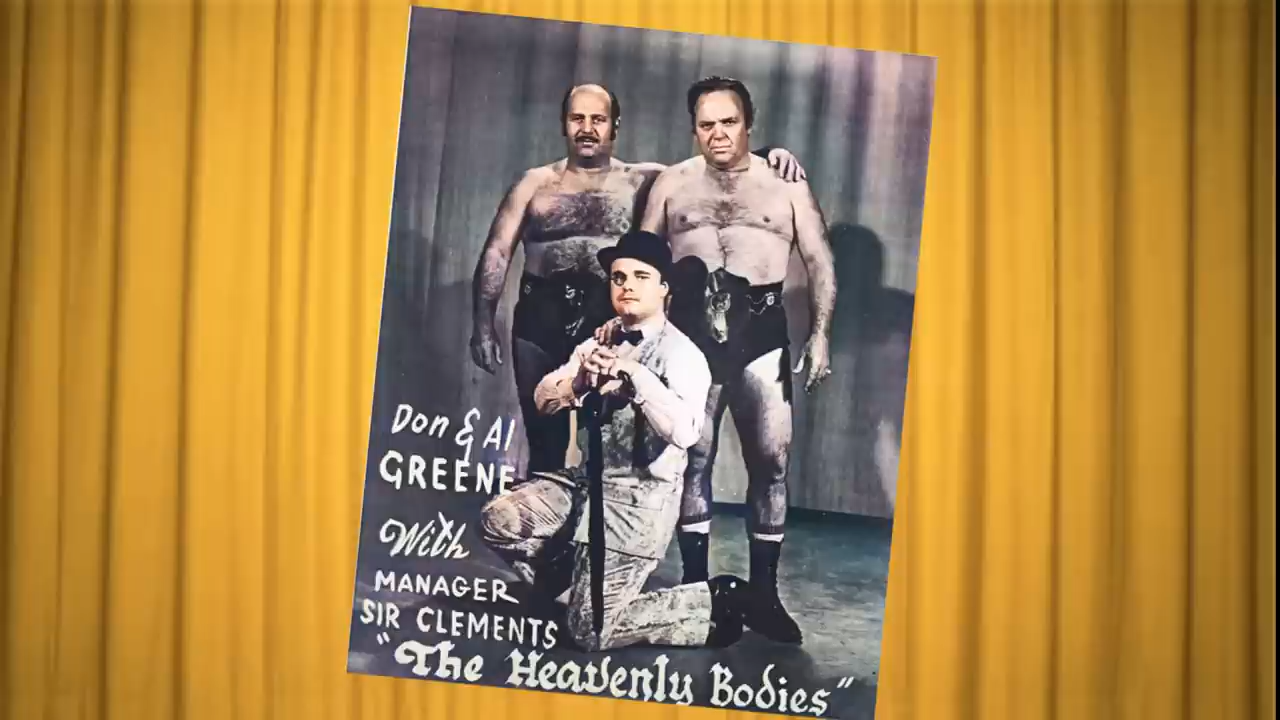 Don & Al
GREENE
With
MANAGER
SIR CLEMENTS
"The Heavenly Bodies"